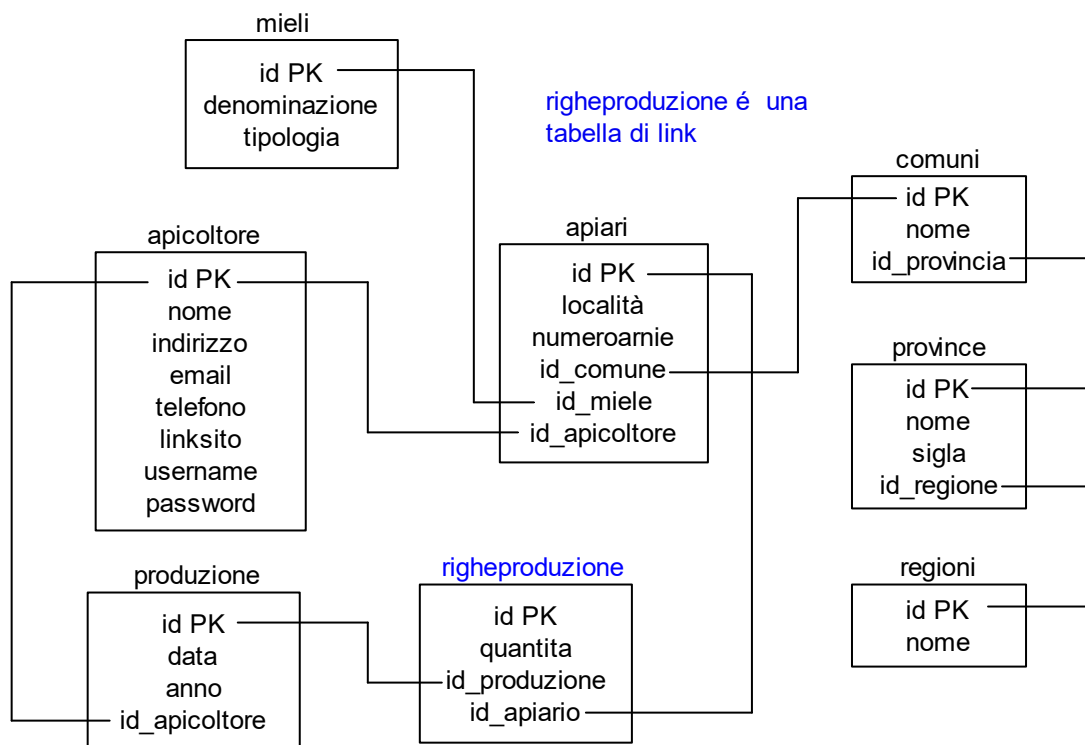 mieli
id PK
denominazione
tipologia
righeproduzione é una
tabella di link
comuni
id PK
nome
id_provincia
apicoltore
id PK
nome
indirizzo
email
telefono
linksito
username
password
apiari
id PK
località
numeroarnie
id_comune
id_miele
id_apicoltore
province
id PK
nome
sigla
id_regione
produzione
id PK
data
anno
id_apicoltore
righeproduzione
id PK
quantita
id_produzione
id_apiario
regioni
id PK
nome